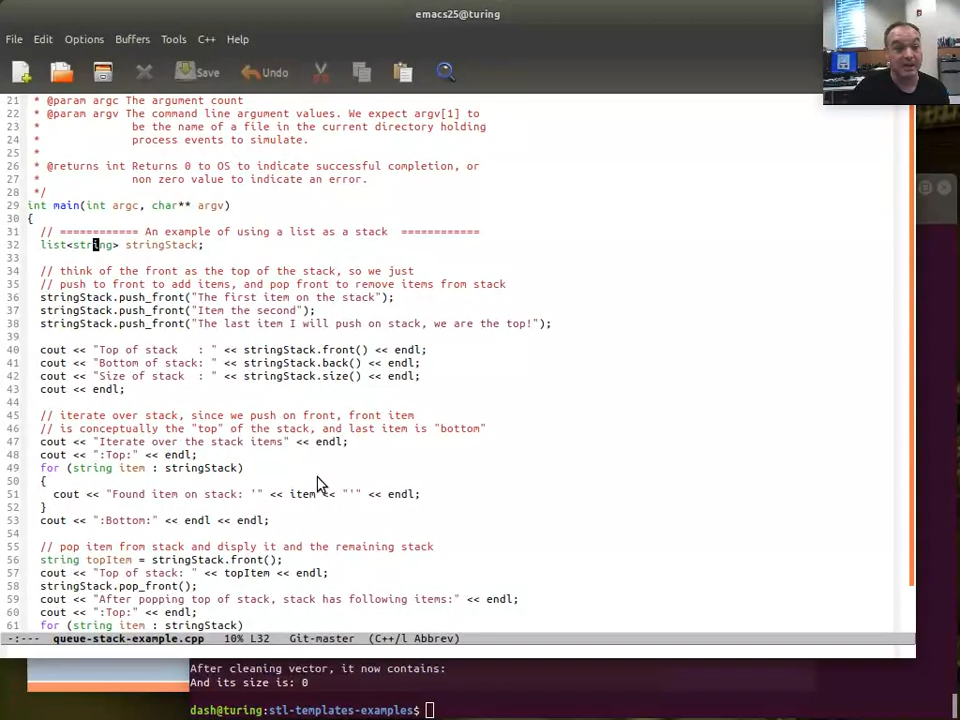 emacs25@turing
File Edit Options Buffers Tools C++ Help
Save Undo
21 * @param argc The argument count
22 * @param argv The command line argument values. We expect argv[1] to
23 * be the name of a file in the current directory holding
24 * process events to simulate.
25 *
26 * @returns int Returns 0 to OS to indicate successful completion, or
27 * non zero value to indicate an error.
28 */
29 int main(int argc, char** argv)
30 {
31 // ============ An example of using a list as a stack ============
32 list<string> stringStack;
33
34 // think of the front as the top of the stack, so we just
35 // push to front to add items, and pop front to remove items from stack
36 stringStack.push_front("The first item on the stack");
37 stringStack.push_front("Item the second");
38 stringStack.push_front("The last item I will push on stack, we are the top!");
39
40 cout << "Top of stack   : " << stringStack.front() << endl;
41 cout << "Bottom of stack: " << stringStack.back() << endl;
42 cout << "Size of stack  : " << stringStack.size() << endl;
43 cout << endl;
44
45 // iterate over stack, since we push on front, front item
46 // is conceptually the "top" of the stack, and last item is "bottom"
47 cout << "Iterate over the stack items" << endl;
48 cout << ":Top:" << endl;
49 for (string item : stringStack)
50 {
51 cout << "Found item on stack: '" << item << "'" << endl;
52 }
53 cout << ":Bottom:" << endl << endl;
54
55 // pop item from stack and disply it and the remaining stack
56 string topItem = stringStack.front();
57 cout << "Top of stack: " << topItem << endl;
58 stringStack.pop_front();
59 cout << "After popping top of stack, stack has following items:" << endl;
60 cout << ":Top:" << endl;
61 for (string item : stringStack)
-:--- queue-stack-example.cpp 10% L32 Git-master (C++/l Abbrev)
After cleaning vector, it now contains:
And its size is: 0
dash@turing:stl-templates-examples$